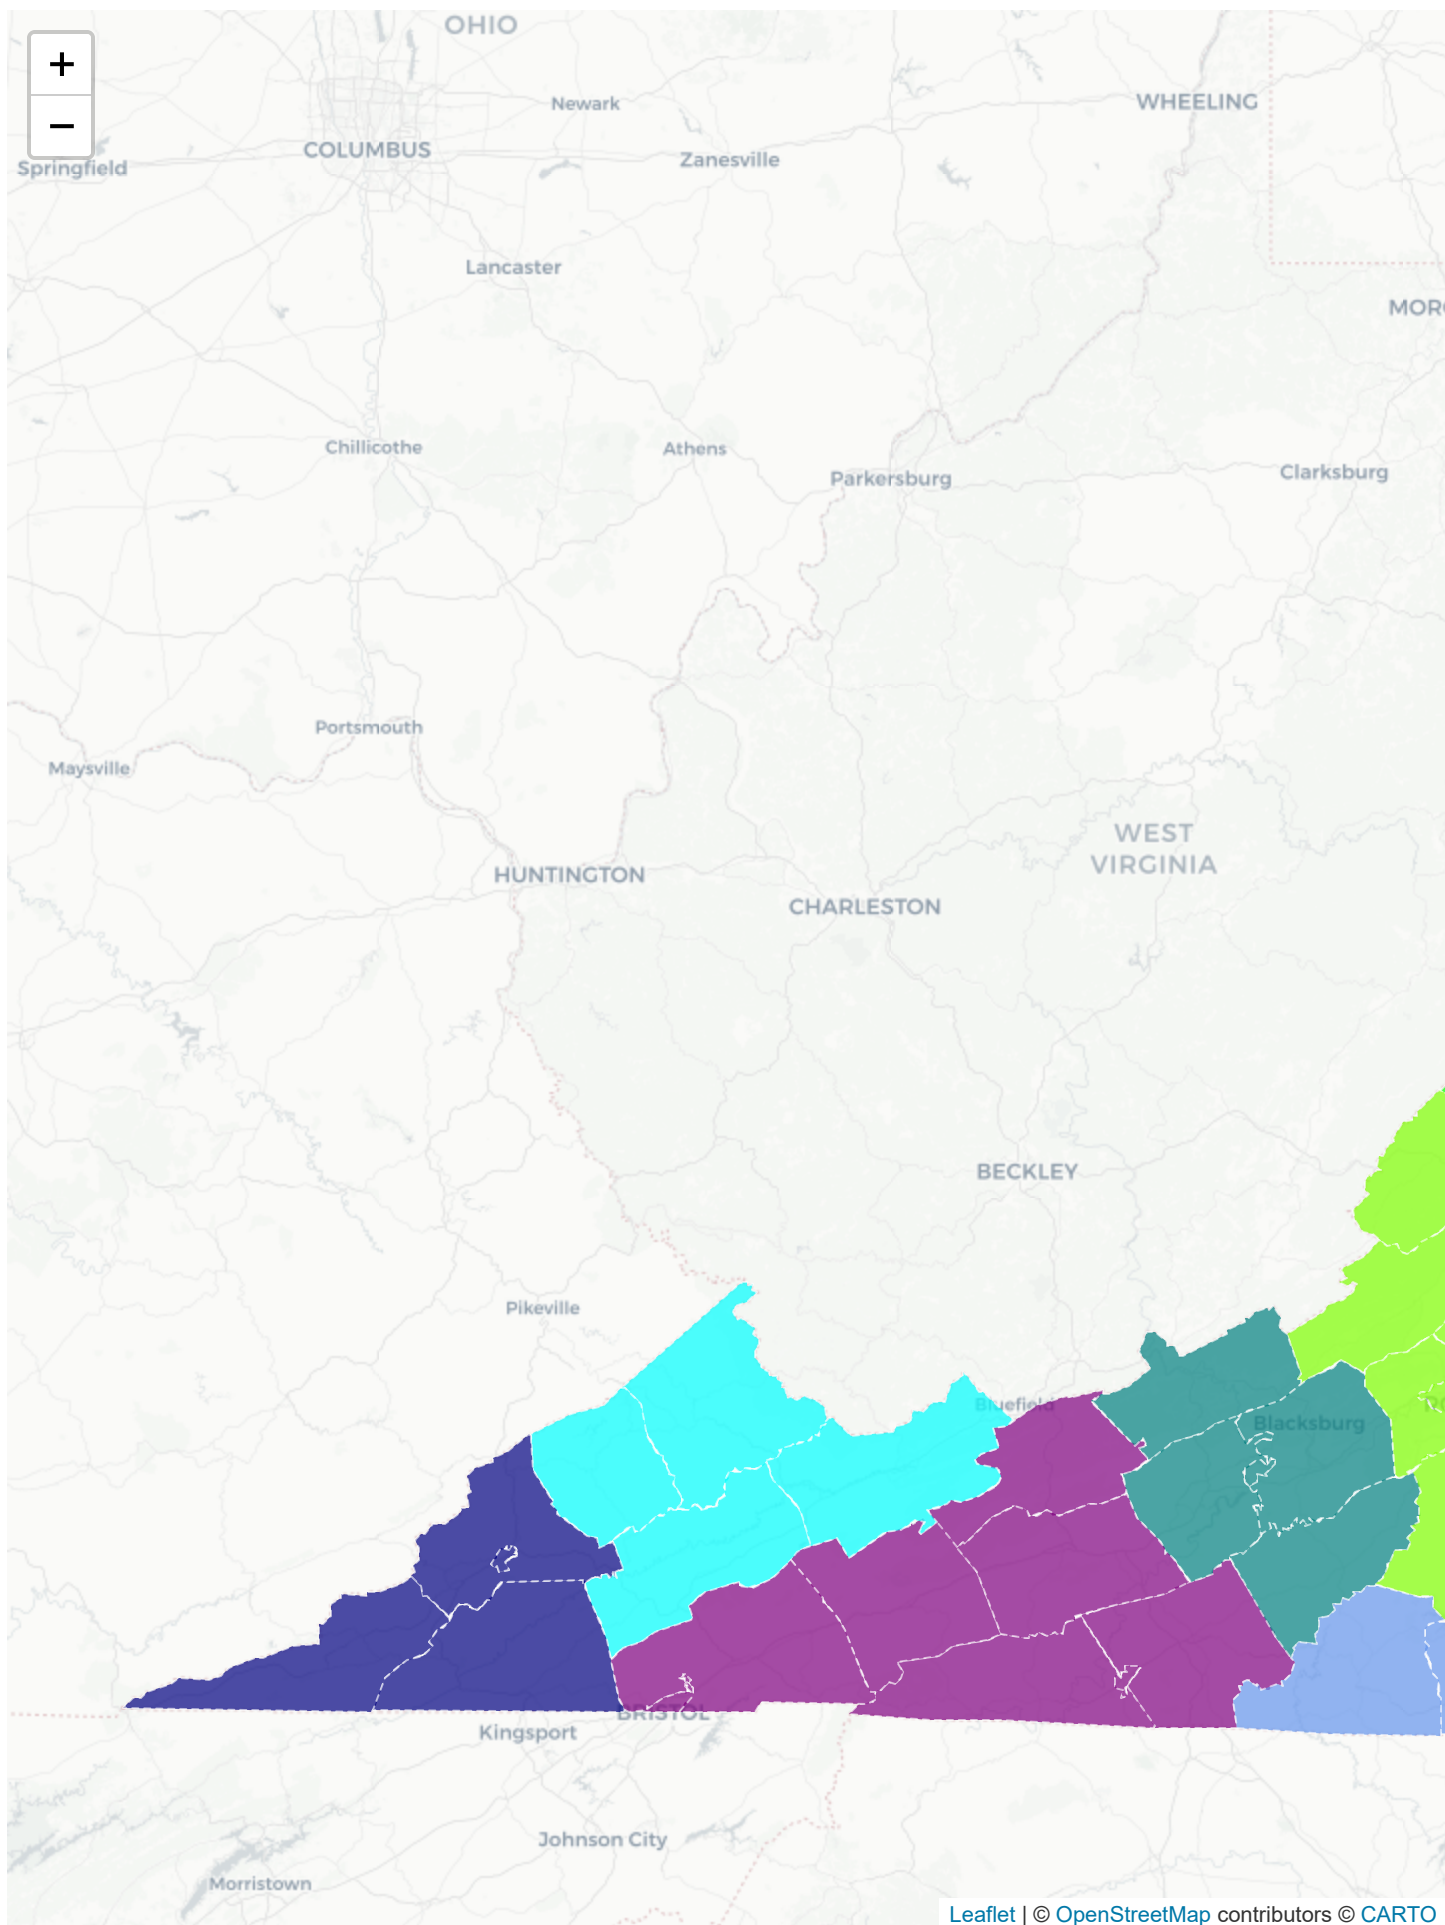 OHIO
+
−
Newark
WHEELING
COLUMBUS
Zanesville
Springfield
Lancaster
Chillicothe
Athens
Parkersburg
Clarksburg
Portsmouth
Maysville
WEST
VIRGINIA
HUNTINGTON
CHARLESTON
BECKLEY
Pikeville
Bluefield
Blacksburg
BRISTOL
Kingsport
Johnson City
Morristown
Leaflet | © OpenStreetMap contributors © CARTO